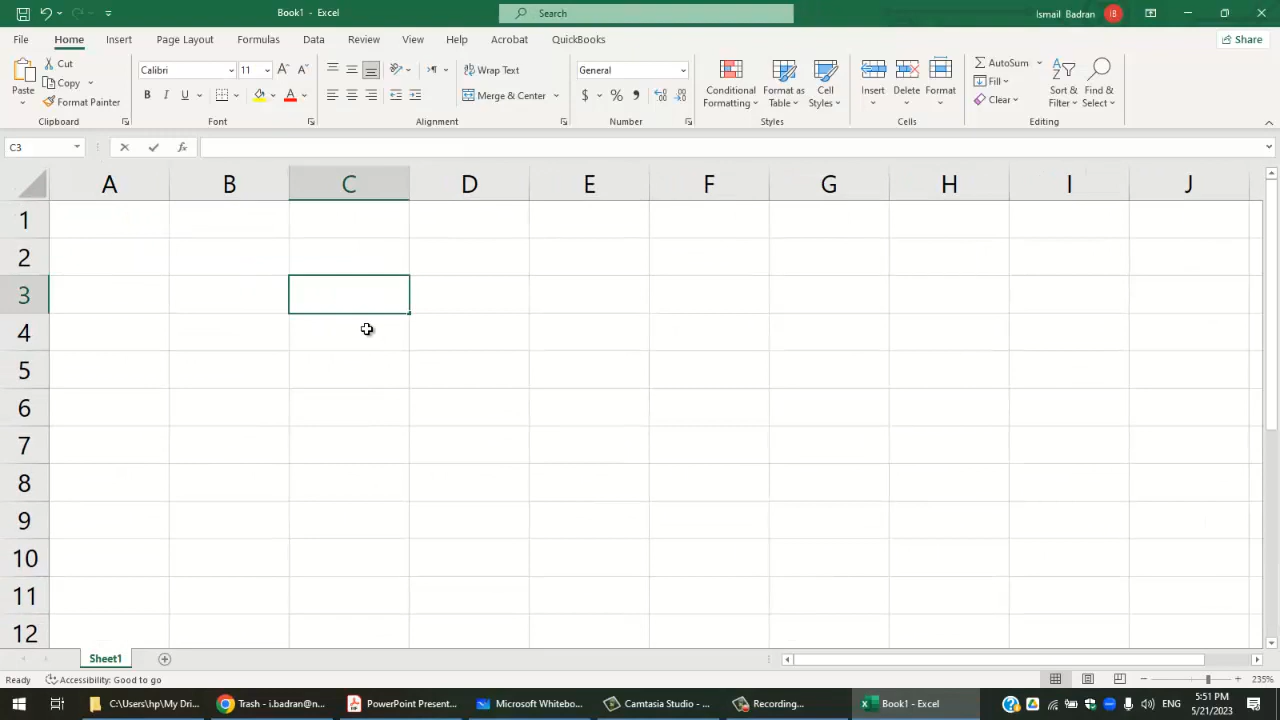 Book1 - Excel
Search
Ismail Badran
IB
File Home Insert Page Layout Formulas Data Review View Help Acrobat QuickBooks
Share
Paste
Cut
Copy
Format Painter
Clipboard
Calibri 11
B I U
Font
Wrap Text
Merge & Center
Alignment
General
$ % ,
Number
Conditional Formatting
Format as Table
Cell Styles
Styles
Insert Delete Format
Cells
AutoSum
Fill
Clear
Sort & Filter
Find & Select
Editing
C3
fx
A B C D E F G H I J
1
2
3
4
5
6
7
8
9
10
11
12
Sheet1
Ready
Accessibility: Good to go
235%
C:\Users\hp\My Dri...
Trash - i.badran@n...
PowerPoint Present...
Microsoft Whitebo...
Camtasia Studio - ...
Recording...
Book1 - Excel
ENG
5:51 PM
5/21/2023